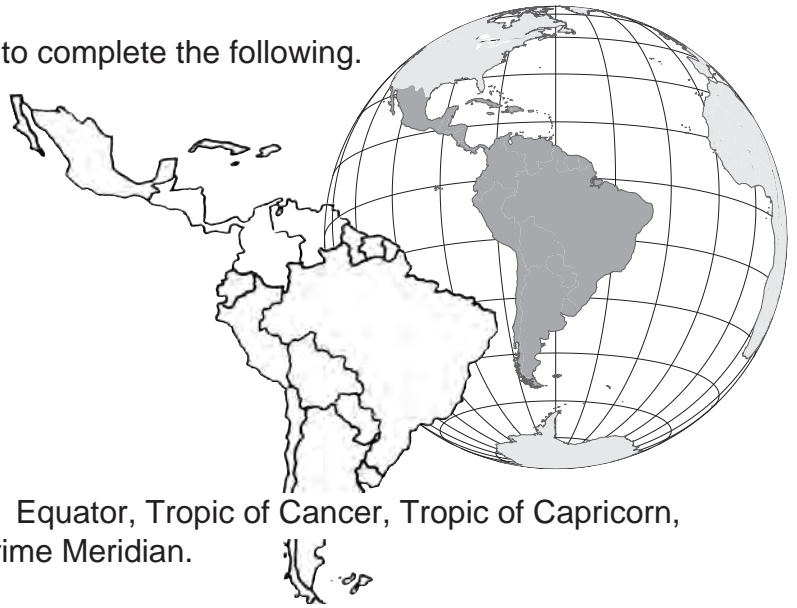 to complete the following.
Equator, Tropic of Cancer, Tropic of Capricorn,
rime Meridian.